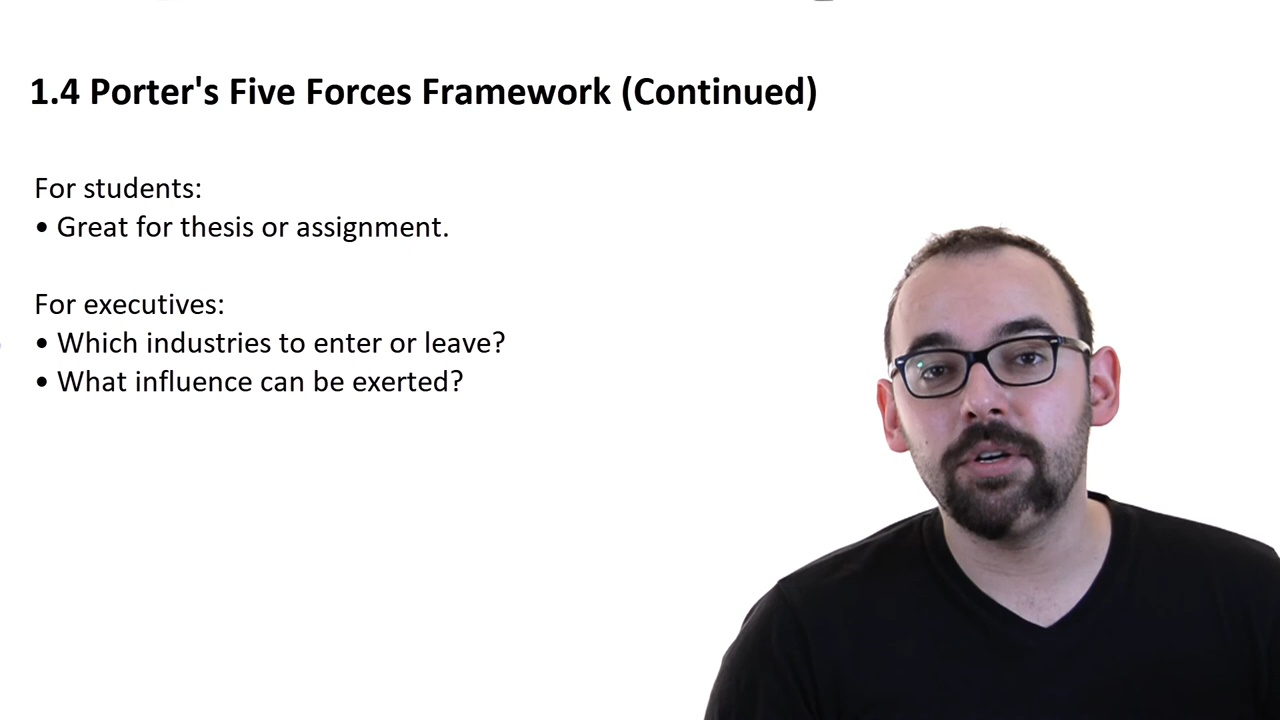 1.4 Porter's Five Forces Framework (Continued)
For students:
• Great for thesis or assignment.
For executives:
• Which industries to enter or leave?
• What influence can be exerted?